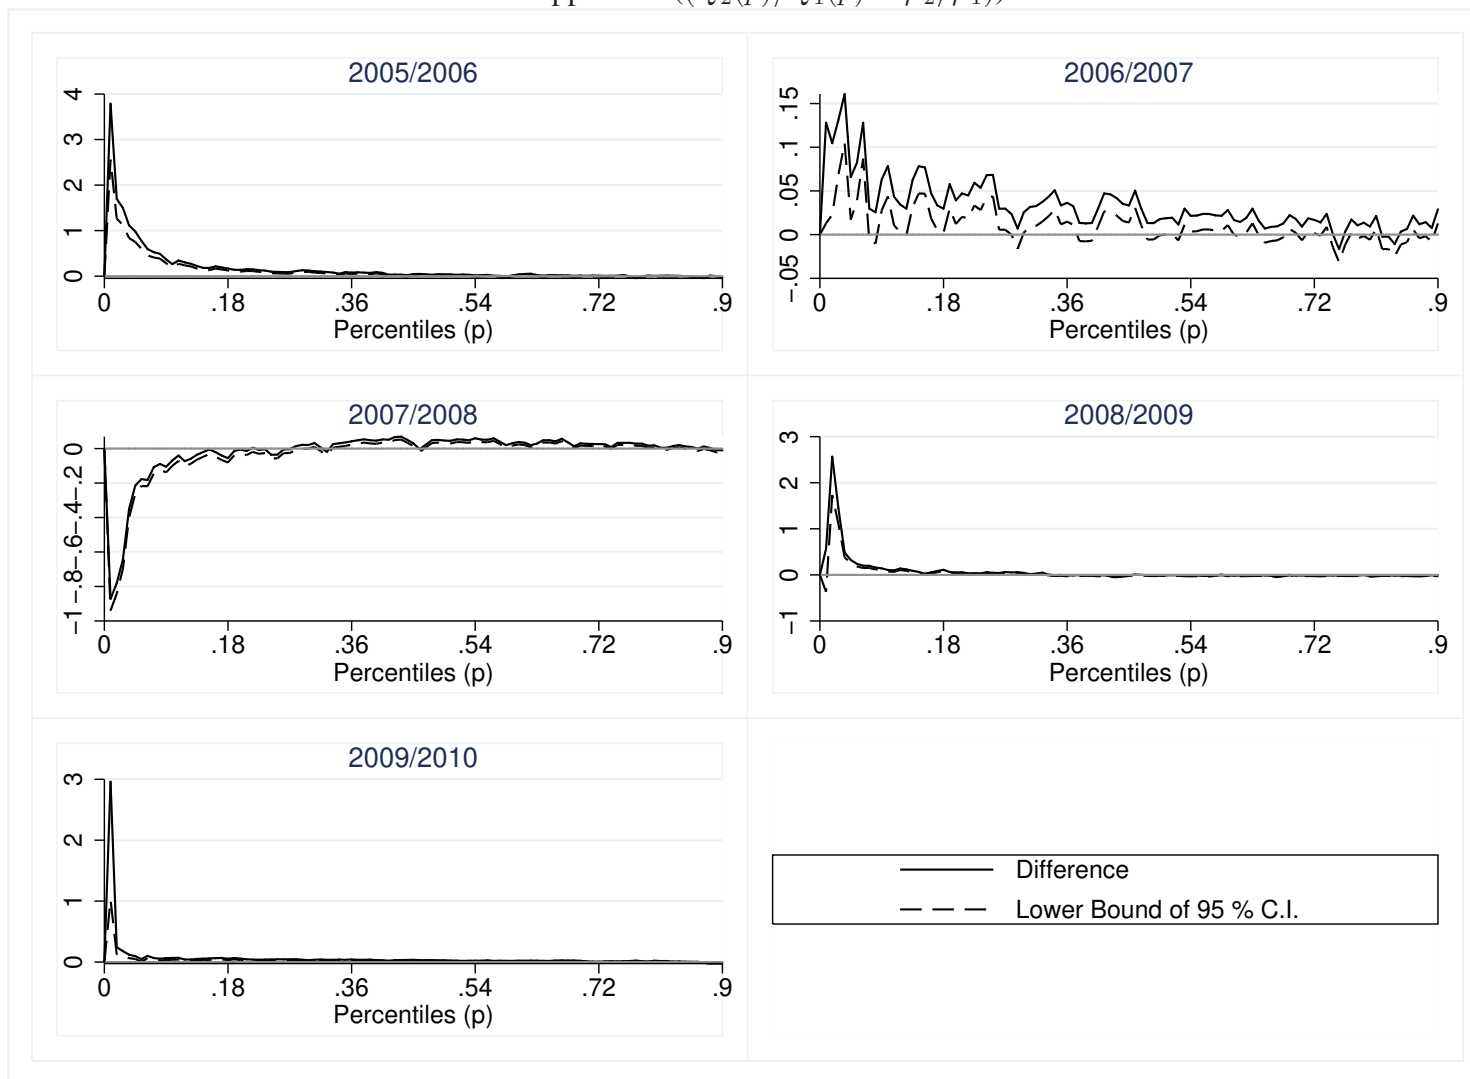 2005/2006
4
3
2
1
0
0 .18 .36 .54 .72 .9
Percentiles (p)
2006/2007
.15
.1
.05
0
−.05
0 .18 .36 .54 .72 .9
Percentiles (p)
2007/2008
0
−.2
−.4
−.6
−.8
−1
0 .18 .36 .54 .72 .9
Percentiles (p)
2008/2009
3
2
1
0
−1
0 .18 .36 .54 .72 .9
Percentiles (p)
2009/2010
3
2
1
0
0 .18 .36 .54 .72 .9
Percentiles (p)
Difference
Lower Bound of 95 % C.I.